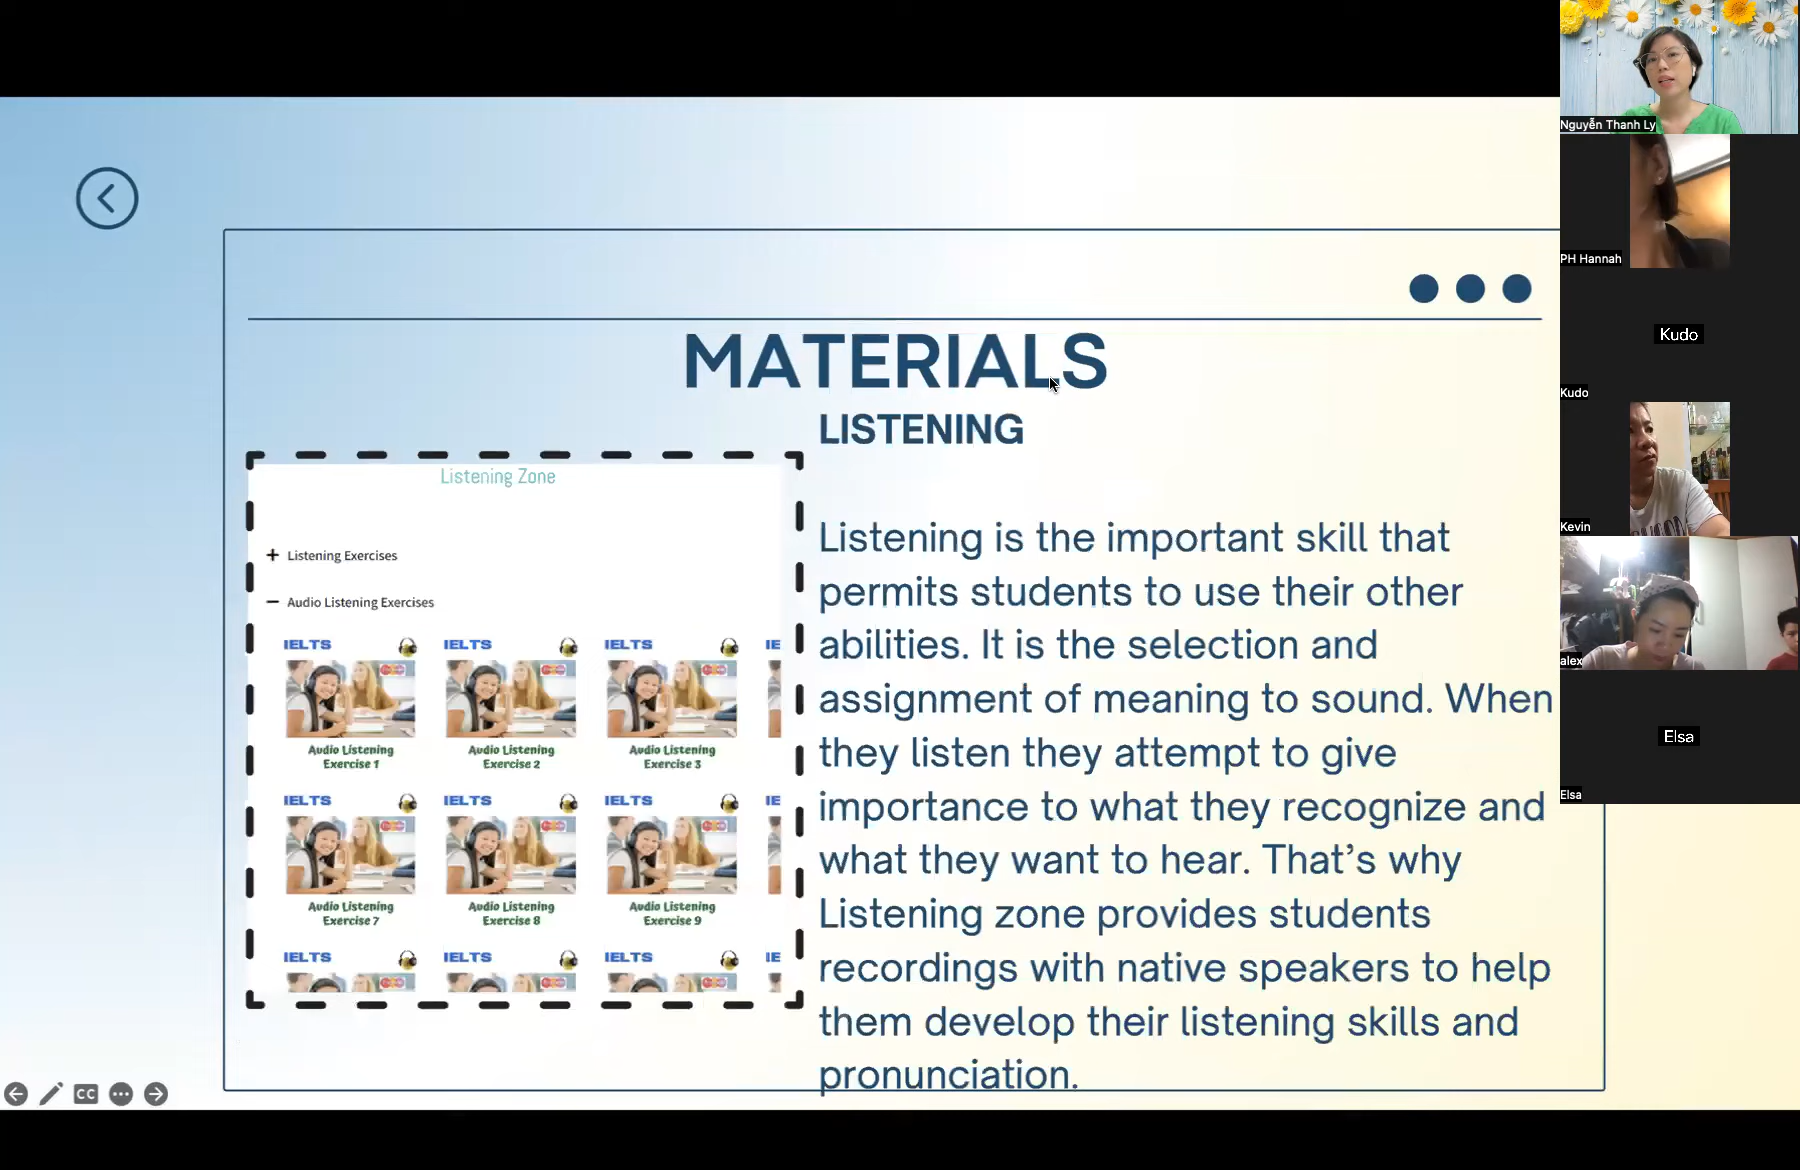 MATERIALS
LISTENING
Listening Zone
+ Listening Exercises
− Audio Listening Exercises
IELTS
IELTS
IELTS
IE
Audio Listening
Exercise 1
Audio Listening
Exercise 2
Audio Listening
Exercise 3
IELTS
IELTS
IELTS
IE
Audio Listening
Exercise 7
Audio Listening
Exercise 8
Audio Listening
Exercise 9
IELTS
IELTS
IELTS
IE
Listening is the important skill that
permits students to use their other
abilities. It is the selection and
assignment of meaning to sound. When
they listen they attempt to give
importance to what they recognize and
what they want to hear. That’s why
Listening zone provides students
recordings with native speakers to help
them develop their listening skills and
pronunciation.
CC
Nguyễn Thanh Ly
PH Hannah
Kudo
Kudo
Kevin
alex
Elsa
Elsa